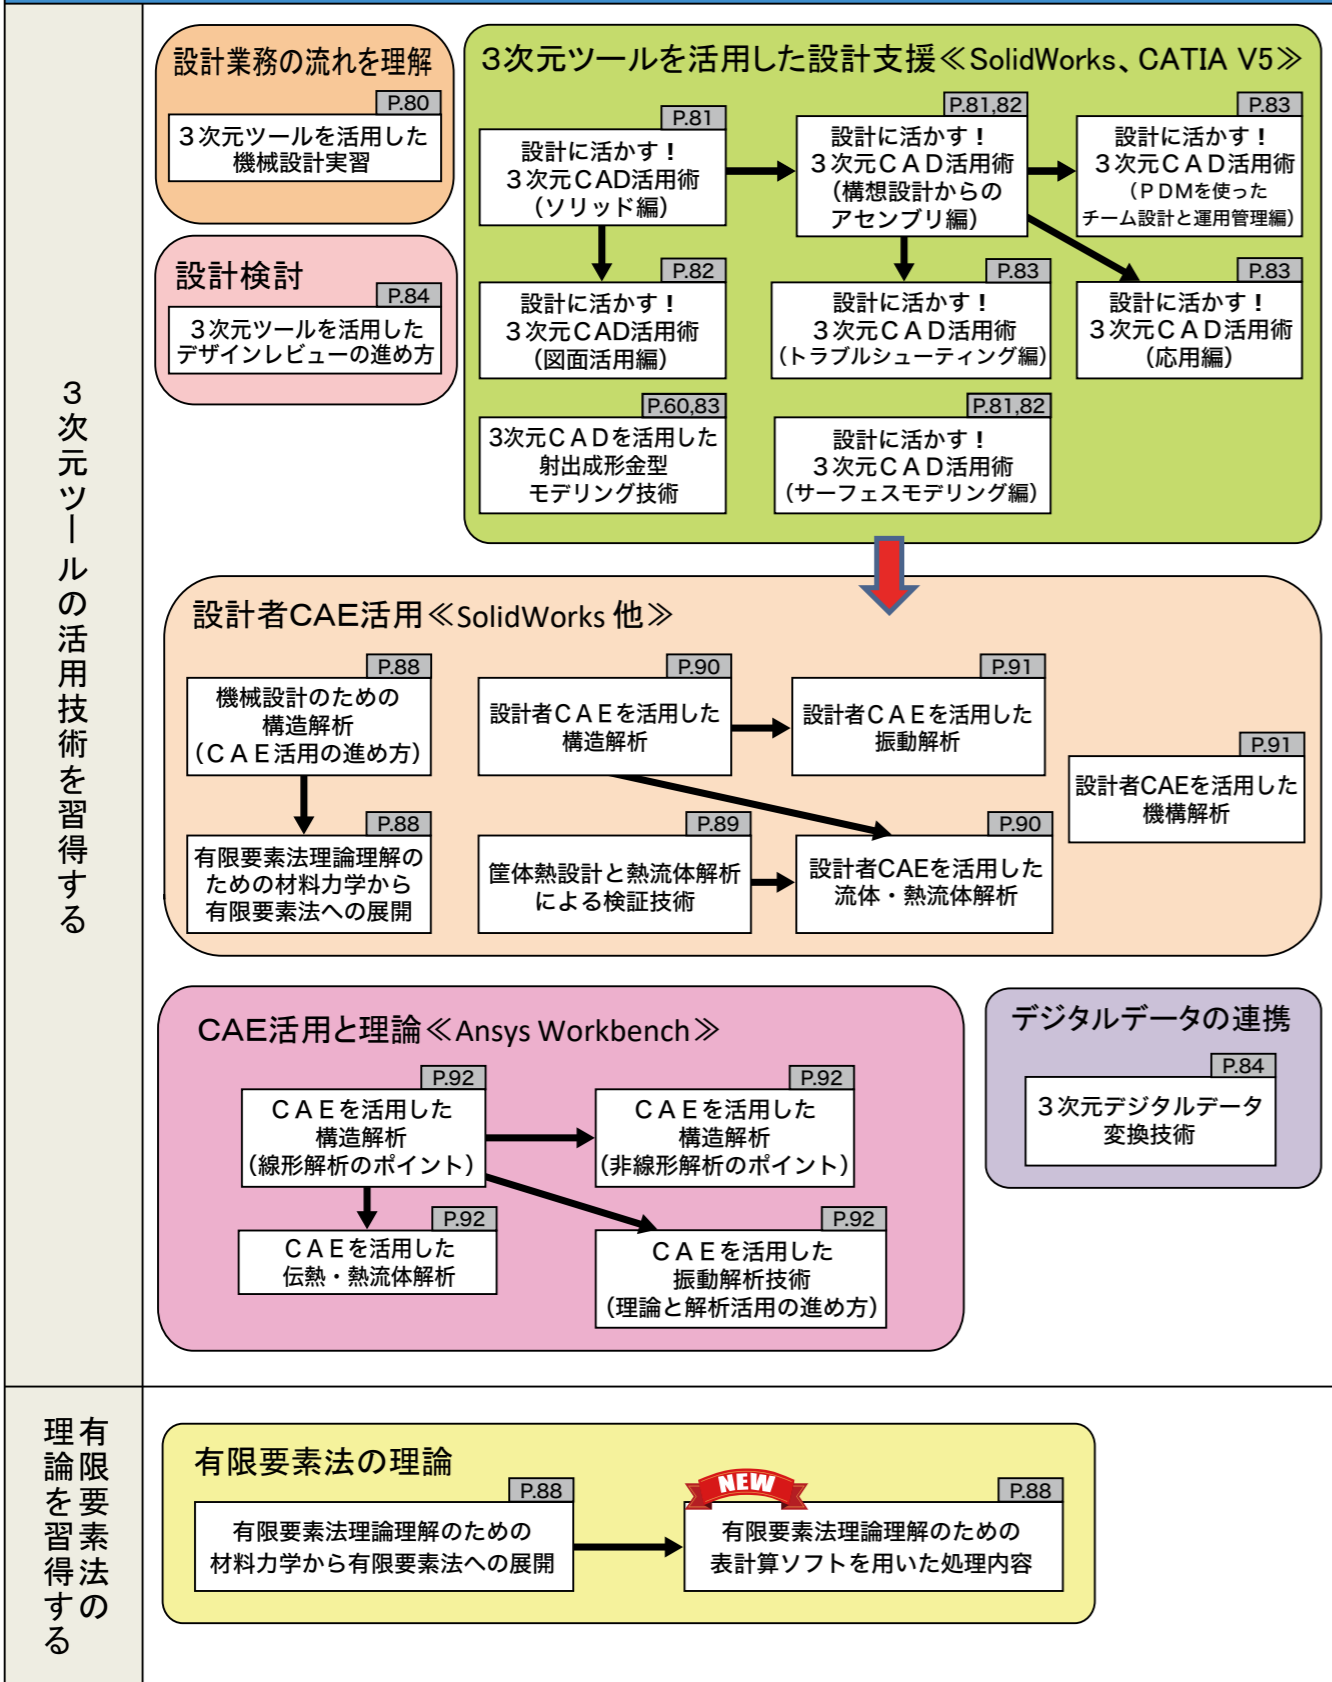 3次元ツールの活用技術を習得する
設計業務の流れを理解
P.80
3次元ツールを活用した
機械設計実習
設計検討
P.84
3次元ツールを活用した
デザインレビューの進め方
3次元ツールを活用した設計支援≪SolidWorks、CATIA V5≫
P.81
設計に活かす!
3次元CAD活用術
(ソリッド編)
P.81,82
設計に活かす!
3次元CAD活用術
(構想設計からの
アセンブリ編)
P.83
設計に活かす!
3次元CAD活用術
(PDMを使った
チーム設計と運用管理編)
P.82
設計に活かす!
3次元CAD活用術
(図面活用編)
P.83
設計に活かす!
3次元CAD活用術
(トラブルシューティング編)
P.83
設計に活かす!
3次元CAD活用術
(応用編)
P.60,83
3次元CADを活用した
射出成形金型
モデリング技術
P.81,82
設計に活かす!
3次元CAD活用術
(サーフェスモデリング編)
設計者CAE活用≪SolidWorks 他≫
P.88
機械設計のための
構造解析
(CAE活用の進め方)
P.90
設計者CAEを活用した
構造解析
P.91
設計者CAEを活用した
振動解析
P.91
設計者CAEを活用した
機構解析
P.88
有限要素法理論理解の
ための材料力学から
有限要素法への展開
P.89
筐体熱設計と熱流体解析
による検証技術
P.90
設計者CAEを活用した
流体・熱流体解析
CAE活用と理論≪Ansys Workbench≫
P.92
CAEを活用した
構造解析
(線形解析のポイント)
P.92
CAEを活用した
構造解析
(非線形解析のポイント)
P.92
CAEを活用した
伝熱・熱流体解析
P.92
CAEを活用した
振動解析技術
(理論と解析活用の進め方)
デジタルデータの連携
P.84
3次元デジタルデータ
変換技術
有限要素法の
理論を習得する
有限要素法の理論
P.88
有限要素法理論理解のための
材料力学から有限要素法への展開
NEW
P.88
有限要素法理論理解のための
表計算ソフトを用いた処理内容